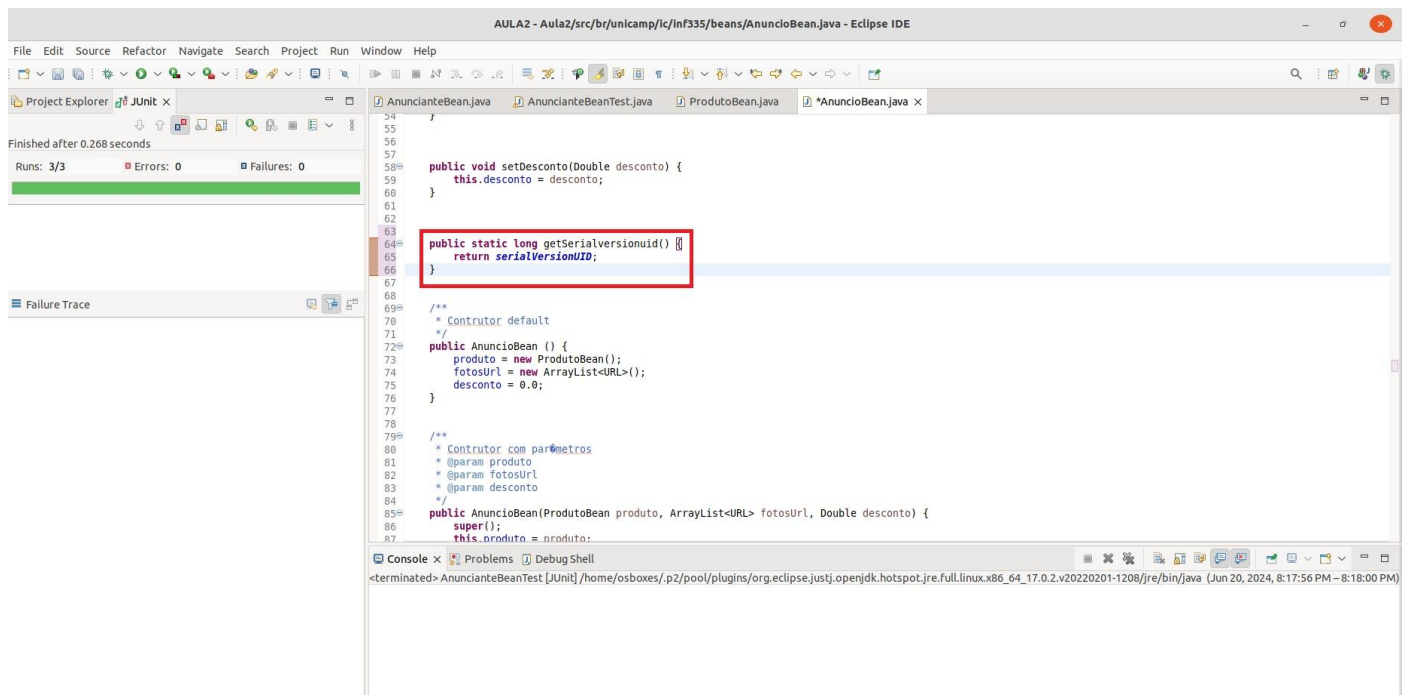 AULA2 - Aula2/src/br/unicamp/ic/inf335/beans/AnuncioBean.java - Eclipse IDE
File Edit Source Refactor Navigate Search Project Run Window Help
Project Explorer JUnit
Finished after 0.268 seconds
Runs: 3/3 Errors: 0 Failures: 0
Failure Trace
AnuncianteBean.java AnuncianteBeanTest.java ProdutoBean.java *AnuncioBean.java
54 }
55
56
57
58 public void setDesconto(Double desconto) {
59 this.desconto = desconto;
60 }
61
62
63
64 public static long getSerialversionuid() {
65 return serialVersionUID;
66 }
67
68
69 /**
70 * Contrutor default
71 */
72 public AnuncioBean () {
73 produto = new ProdutoBean();
74 fotosUrl = new ArrayList<URL>();
75 desconto = 0.0;
76 }
77
78
79 /**
80 * Contrutor com par�metros
81 * @param produto
82 * @param fotosUrl
83 * @param desconto
84 */
85 public AnuncioBean(ProdutoBean produto, ArrayList<URL> fotosUrl, Double desconto) {
86 super();
87 this.produto = produto;
Console Problems Debug Shell
<terminated> AnuncianteBeanTest [JUnit] /home/osboxes/.p2/pool/plugins/org.eclipse.justj.openjdk.hotspot.jre.full.linux.x86_64_17.0.2.v20220201-1208/jre/bin/java (Jun 20, 2024, 8:17:56 PM – 8:18:00 PM)